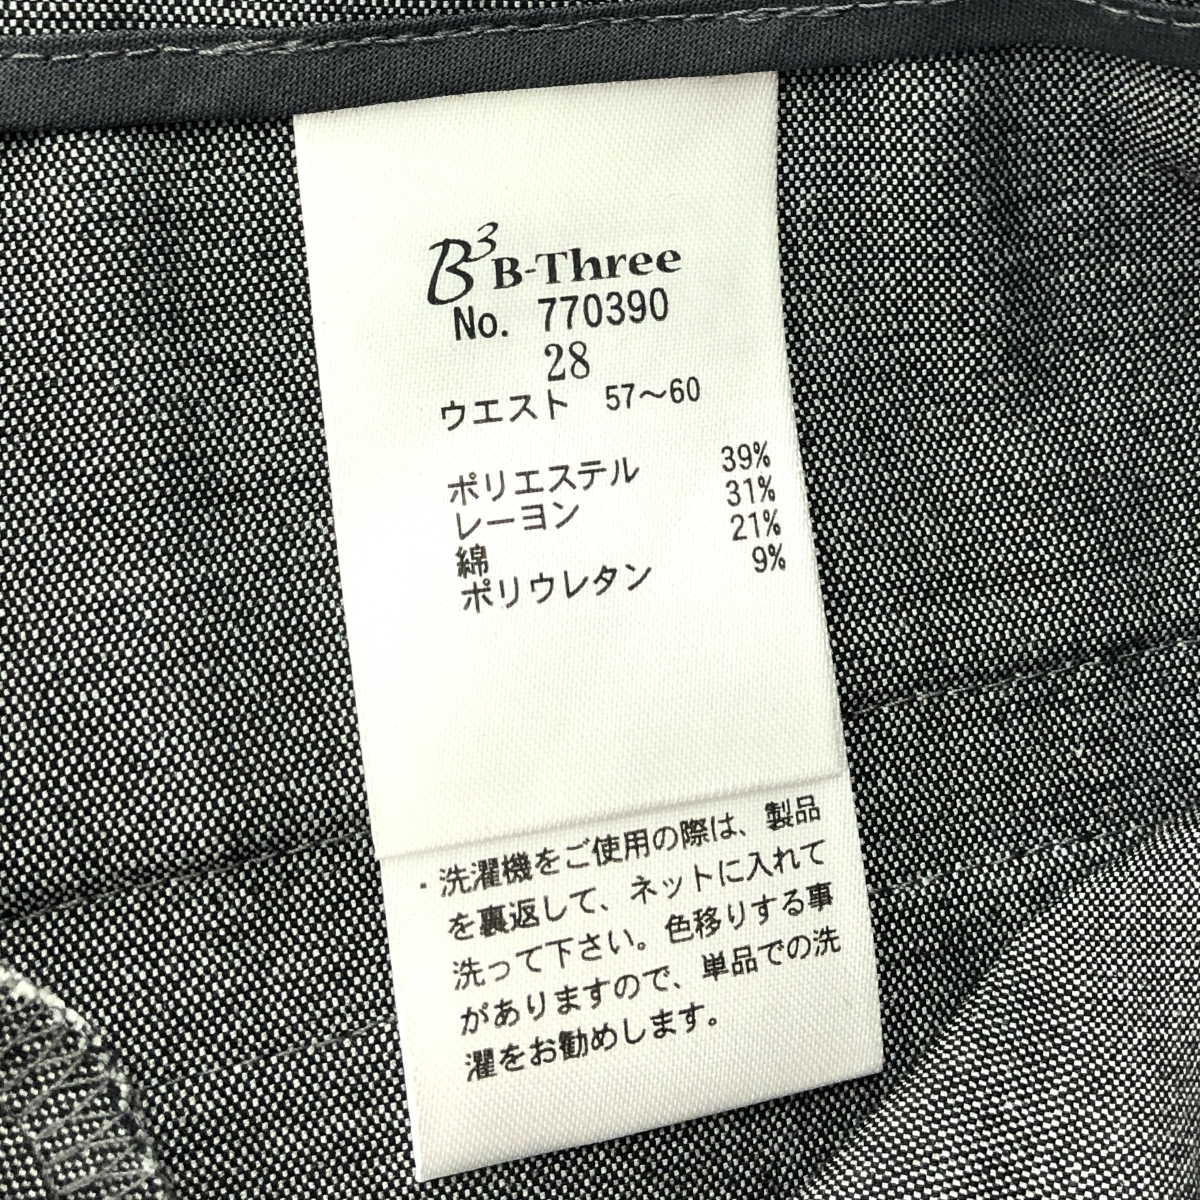 B³ B-Three
No. 770390
28
ウエスト 57～60
ポリエステル 39%
レーヨン 31%
綿 21%
ポリウレタン 9%
・洗濯機をご使用の際は、製品
を裏返して、ネットに入れて
洗って下さい。色移りする事
がありますので、単品での洗
濯をお勧めします。